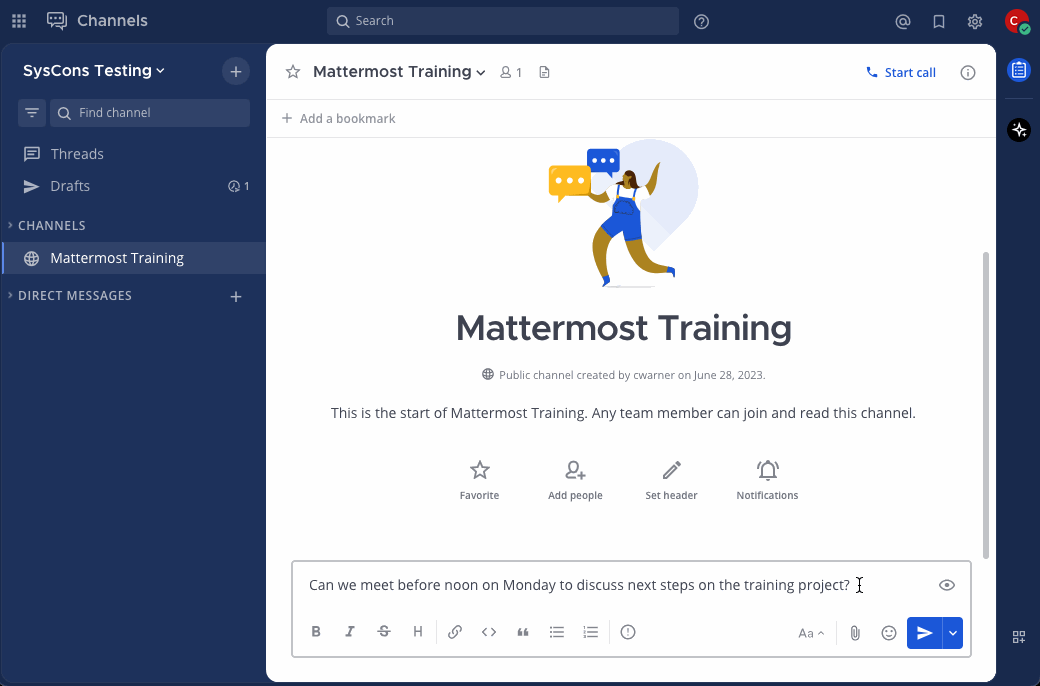 Channels
Search
C
SysCons Testing
Find channel
Threads
Drafts
1
CHANNELS
Mattermost Training
DIRECT MESSAGES
Mattermost Training
1
Start call
Add a bookmark
Mattermost Training
Public channel created by cwarner on June 28, 2023.
This is the start of Mattermost Training. Any team member can join and read this channel.
Favorite
Add people
Set header
Notifications
Can we meet before noon on Monday to discuss next steps on the training project?
B I S H
Aa